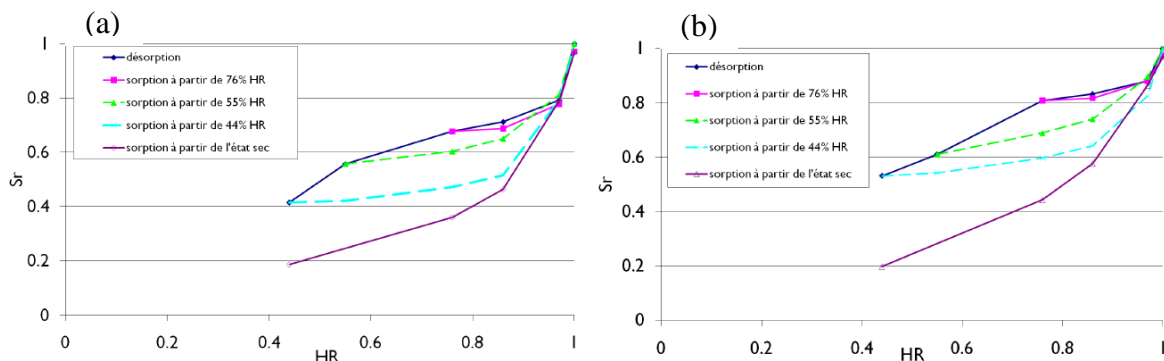 (a)
1
0.8
0.6
0.4
0.2
0
Sr
désorption
sorption à partir de 76% HR
sorption à partir de 55% HR
sorption à partir de 44% HR
sorption à partir de l'état sec
0 0.2 0.4 0.6 0.8 1
HR
(b)
1
0.8
0.6
0.4
0.2
0
Sr
désorption
sorption à partir de 76% HR
sorption à partir de 55% HR
sorption à partir de 44% HR
sorption à partir de l'état sec
0 0.2 0.4 0.6 0.8 1
HR